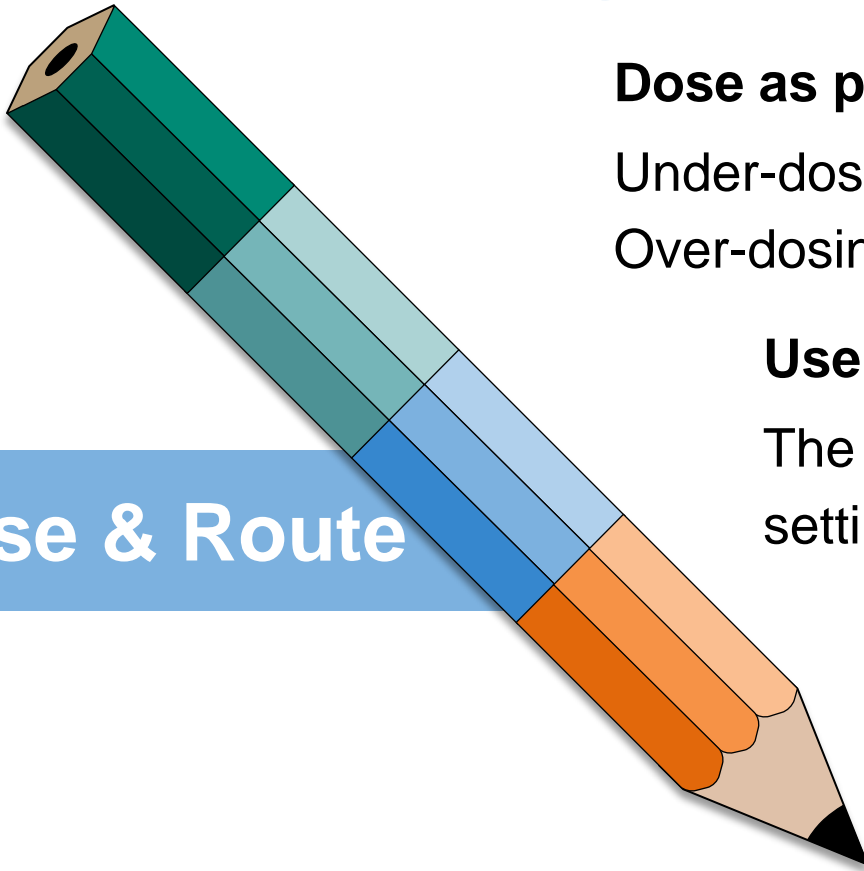 Dose as p
Under-dos
Over-dosin
Use
The
setti
se & Route